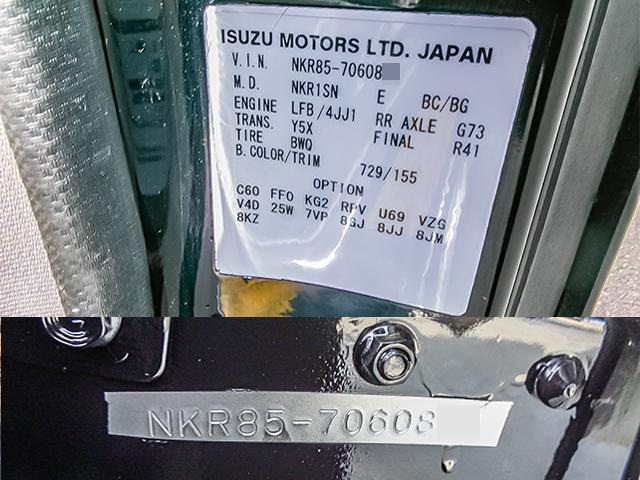 ISUZU MOTORS LTD. JAPAN
V.I.N. NKR85-70608
M.D. NKR1SN E BC/BG
ENGINE LFB/4JJ1 RR AXLE G73
TRANS. Y5X FINAL R41
TIRE BWQ
B.COLOR/TRIM 729/155
OPTION
C60 FF0 KG2 RPV U69 VZG
V4D 25W 7VP 8GJ 8JJ 8JM
8KZ
NKR85-70608